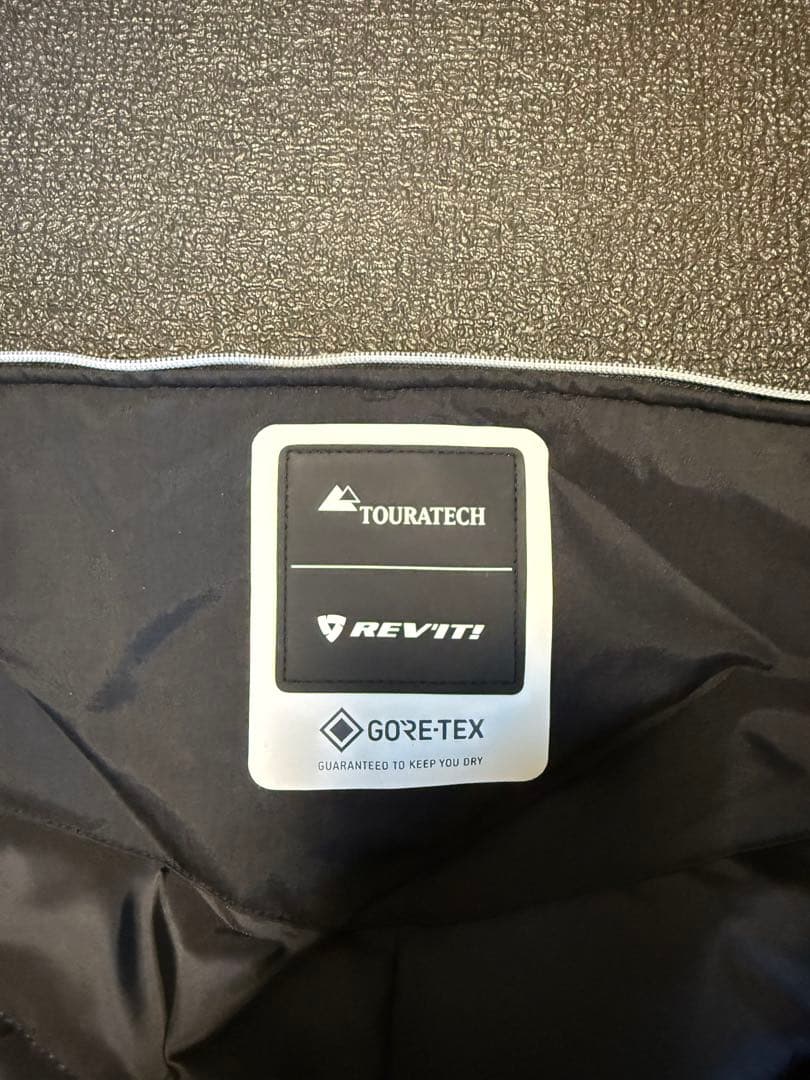 TOURATECH
REV'IT!
GORE-TEX
GUARANTEED TO KEEP YOU DRY